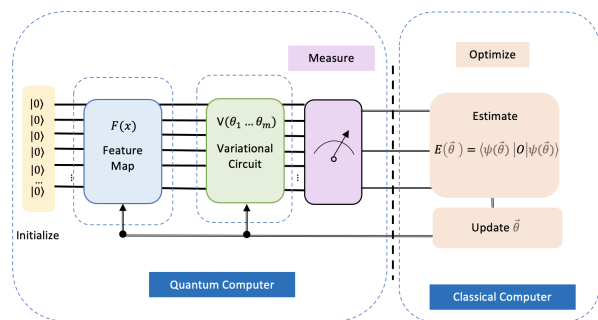 Measure
Optimize
|0⟩
|0⟩
|0⟩
|0⟩
|0⟩
...
|0⟩
Initialize
⋮
F(x)
Feature
Map
V(θ₁ … θₘ)
Variational
Circuit
⋮
Estimate
E(θ⃗ ) = ⟨ψ(θ⃗) |O|ψ(θ⃗)⟩
Update θ⃗
Quantum Computer
Classical Computer